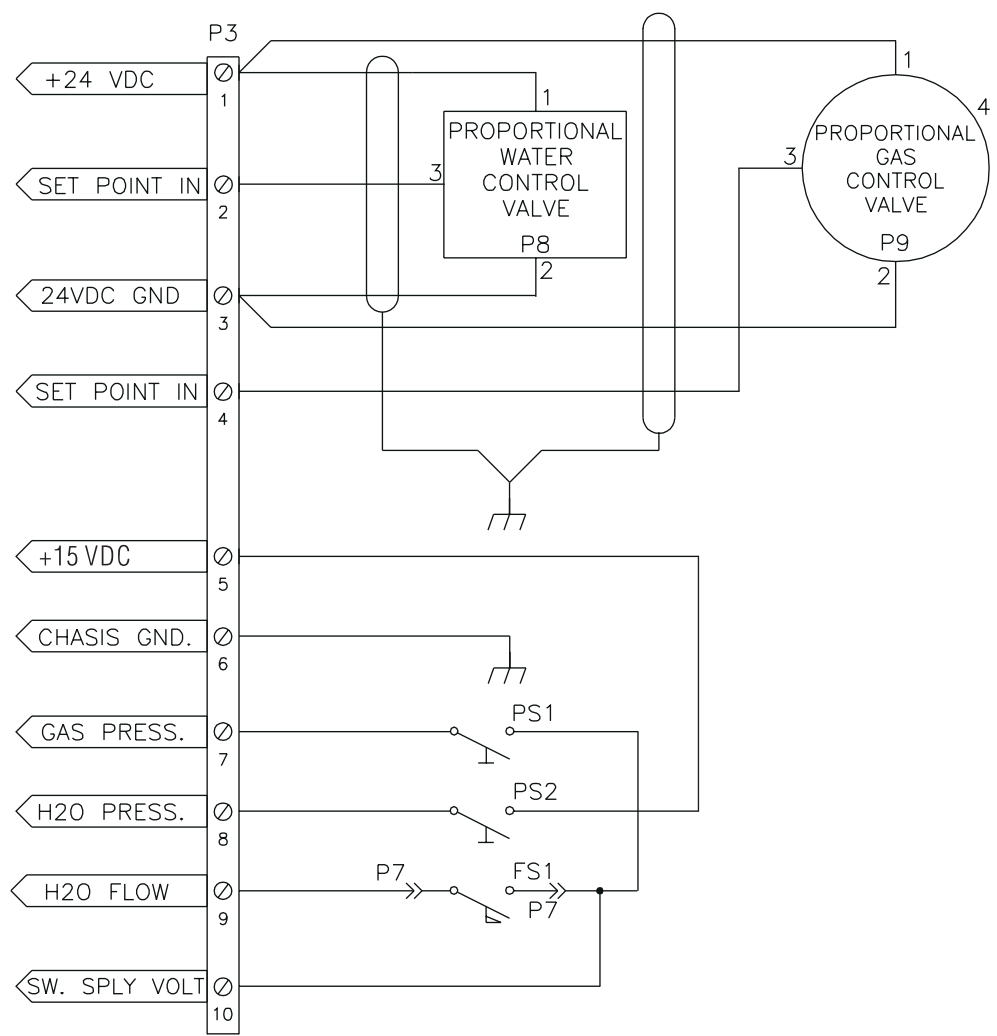 P3
+24 VDC
1
SET POINT IN
2
24VDC GND
3
SET POINT IN
4
+15 VDC
5
CHASIS GND.
6
GAS PRESS.
7
H2O PRESS.
8
H2O FLOW
9
SW. SPLY VOLT
10
1
PROPORTIONAL
WATER
CONTROL
VALVE
3
P8
2
1
4
PROPORTIONAL
GAS
CONTROL
VALVE
3
P9
2
PS1
PS2
P7
FS1
P7